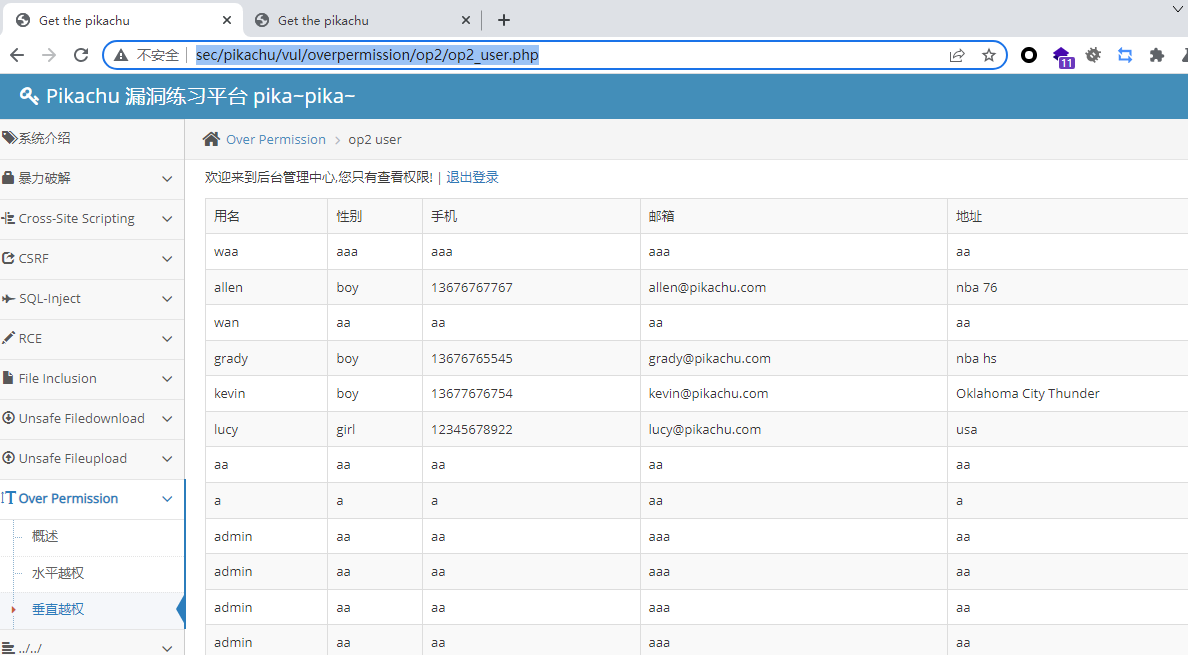 Get the pikachu
Get the pikachu
不安全 sec/pikachu/vul/overpermission/op2/op2_user.php
11
Pikachu 漏洞练习平台 pika~pika~
系统介绍
暴力破解
Cross-Site Scripting
CSRF
SQL-Inject
RCE
File Inclusion
Unsafe Filedownload
Unsafe Fileupload
Over Permission
概述
水平越权
垂直越权
../../
Over Permission > op2 user
欢迎来到后台管理中心,您只有查看权限! | 退出登录
用名 性别 手机 邮箱 地址
waa aaa aaa aaa aa
allen boy 13676767767 allen@pikachu.com nba 76
wan aa aa aa aa
grady boy 13676765545 grady@pikachu.com nba hs
kevin boy 13677676754 kevin@pikachu.com Oklahoma City Thunder
lucy girl 12345678922 lucy@pikachu.com usa
aa aa aa aa aa
a a a aa a
admin aa aa aaa aa
admin aa aa aaa aa
admin aa aa aaa aa
admin aa aa aaa aa